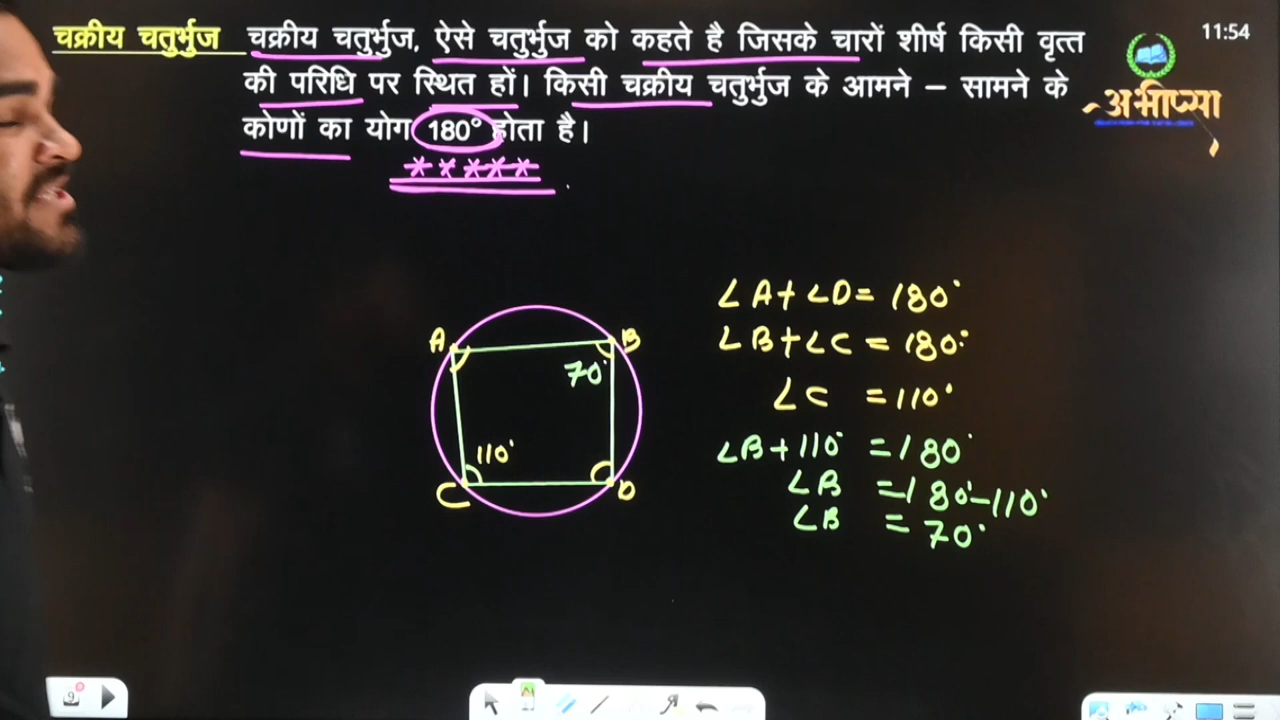 चक्रीय चतुर्भुज चक्रीय चतुर्भुज, ऐसे चतुर्भुज को कहते है जिसके चारों शीर्ष किसी वृत्त
की परिधि पर स्थित हों। किसी चक्रीय चतुर्भुज के आमने – सामने के
कोणों का योग 180° होता है।
*****
11:54
अभीप्सा
∠A+∠D= 180°
∠B+∠C = 180°
∠C = 110°
∠B+110° = 180°
∠B = 180°-110°
∠B = 70°
A
B
70°
110°
C
D
9